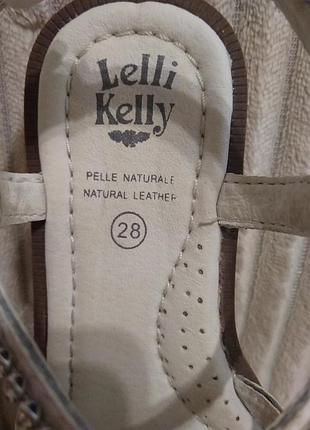 Lelli
Kelly
PELLE NATURALE
NATURAL LEATHER
28